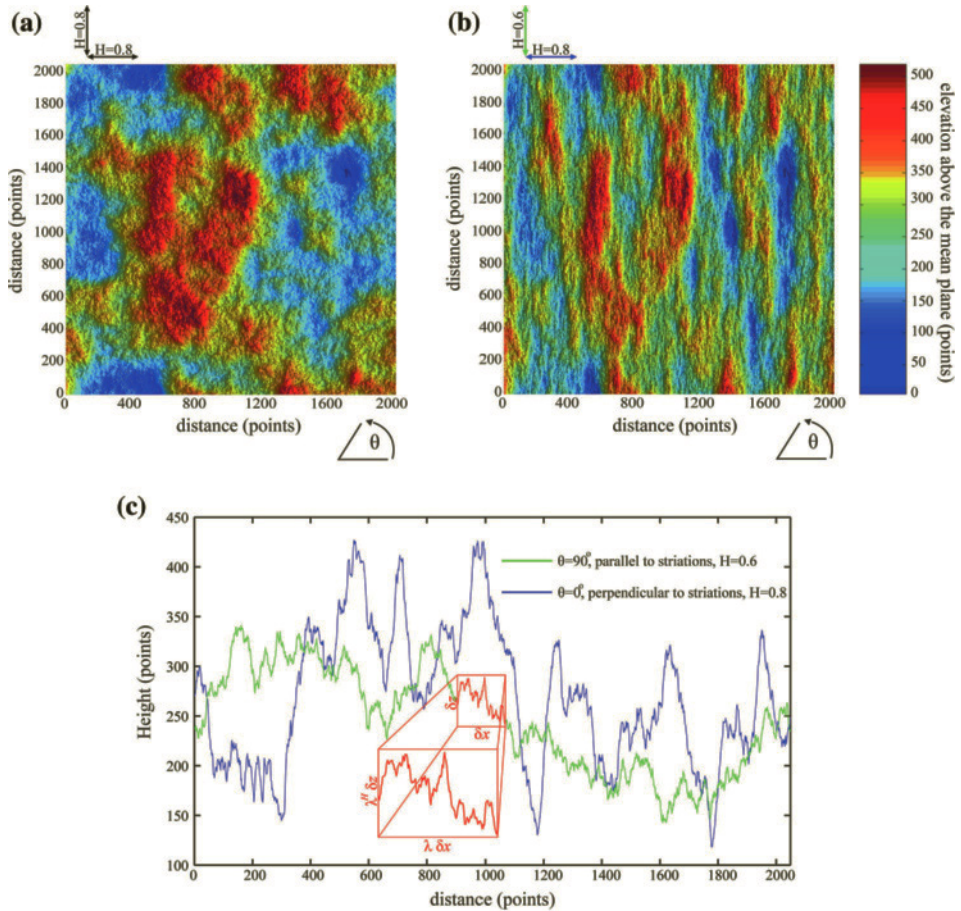 (a)
H=0.8
H=0.8
(b)
H=0.6
H=0.8
2000
1800
1600
1400
1200
1000
800
600
400
200
0
distance (points)
0 400 800 1200 1600 2000
distance (points)
θ
2000
1800
1600
1400
1200
1000
800
600
400
200
0
distance (points)
0 400 800 1200 1600 2000
distance (points)
θ
500
450
400
350
300
250
200
150
100
50
0
elevation above the mean plane (points)
(c)
450
400
350
300
250
200
150
100
Height (points)
θ=90°, parallel to striations, H=0.6
θ=0°, perpendicular to striations, H=0.8
δz
δx
λᴴ δz
λ δx
0 200 400 600 800 1000 1200 1400 1600 1800 2000
distance (points)